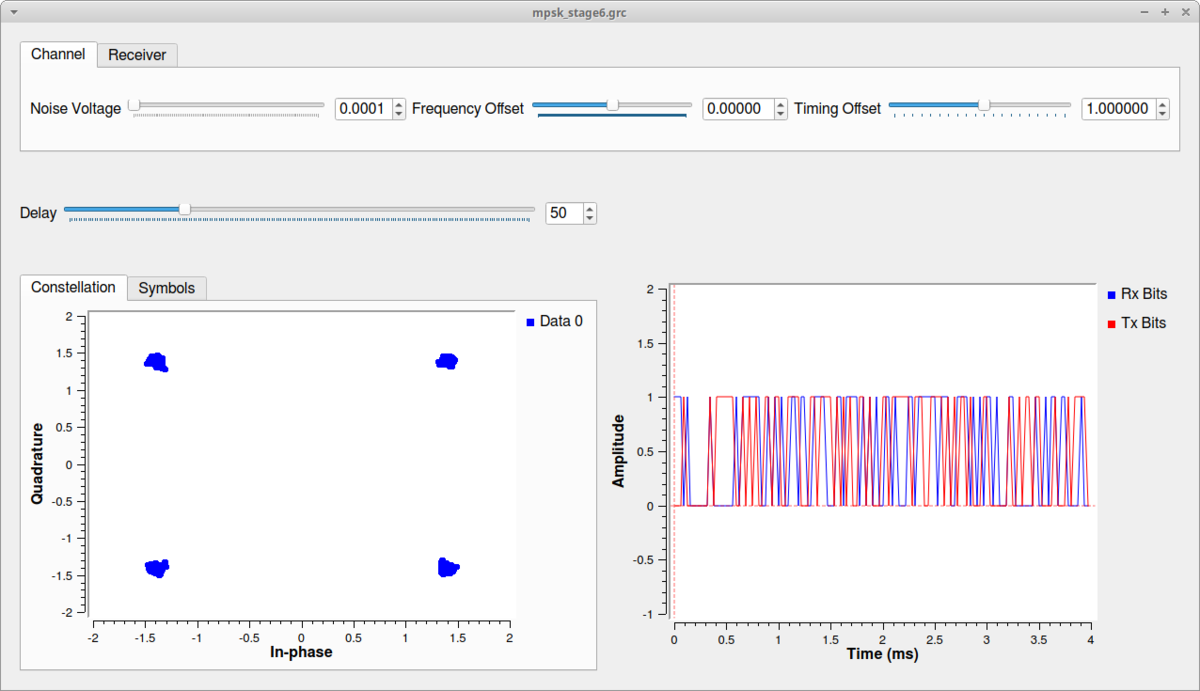 mpsk_stage6.grc
Channel Receiver
Noise Voltage 0.0001 Frequency Offset 0.00000 Timing Offset 1.000000
Delay 50
Constellation Symbols
2
1.5
1
0.5
0
-0.5
-1
-1.5
-2
Quadrature
-2 -1.5 -1 -0.5 0 0.5 1 1.5 2
In-phase
Data 0
2
1.5
1
0.5
0
-0.5
-1
Amplitude
0 0.5 1 1.5 2 2.5 3 3.5 4
Time (ms)
Rx Bits
Tx Bits